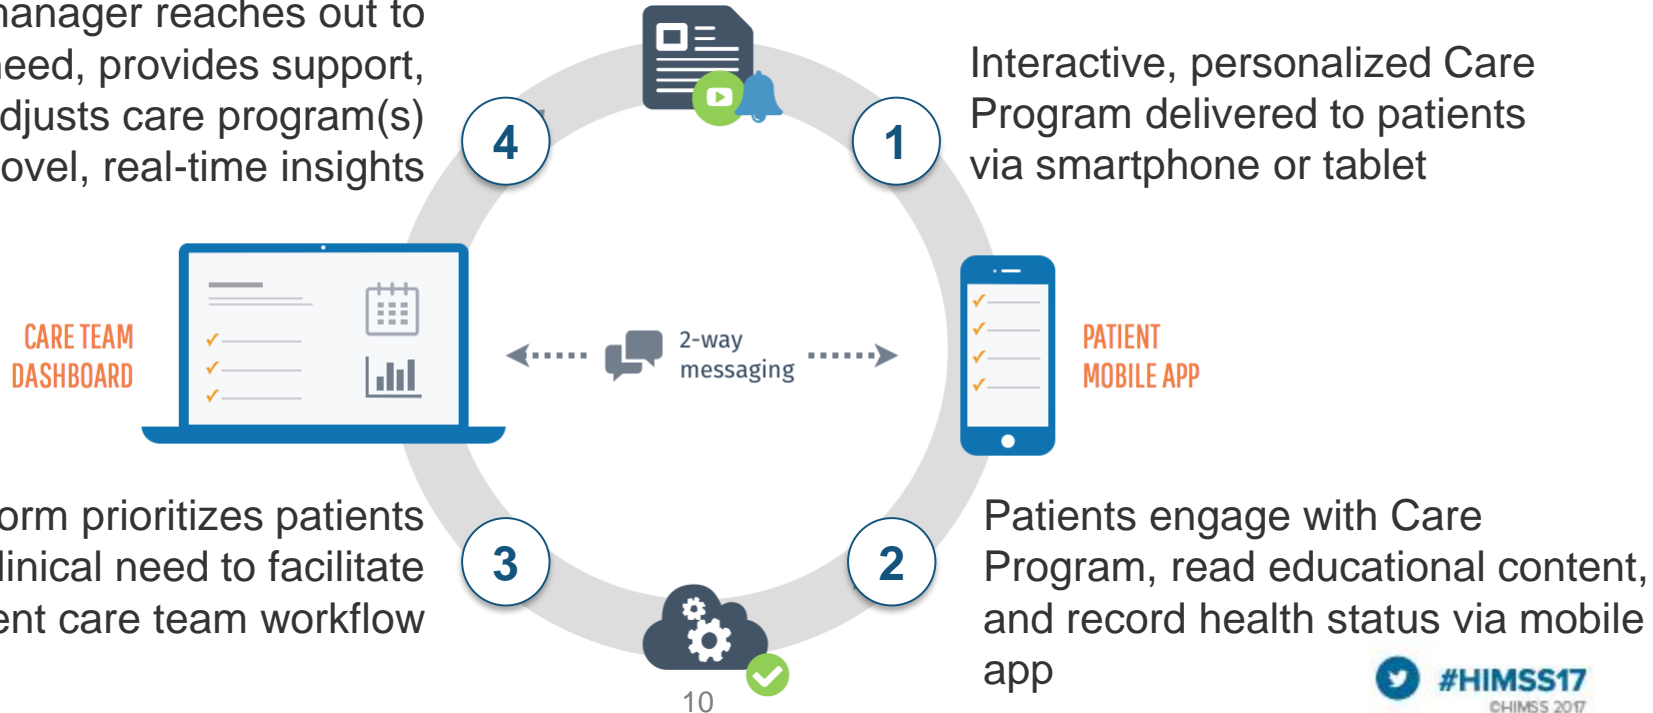 manager reaches out to
need, provides support,
djusts care program(s)
ovel, real-time insights
4
1
Interactive, personalized Care
Program delivered to patients
via smartphone or tablet
CARE TEAM
DASHBOARD
2-way
messaging
PATIENT
MOBILE APP
orm prioritizes patients
linical need to facilitate
ent care team workflow
3
2
Patients engage with Care
Program, read educational content,
and record health status via mobile
app
10
#HIMSS17
©HIMSS 2017